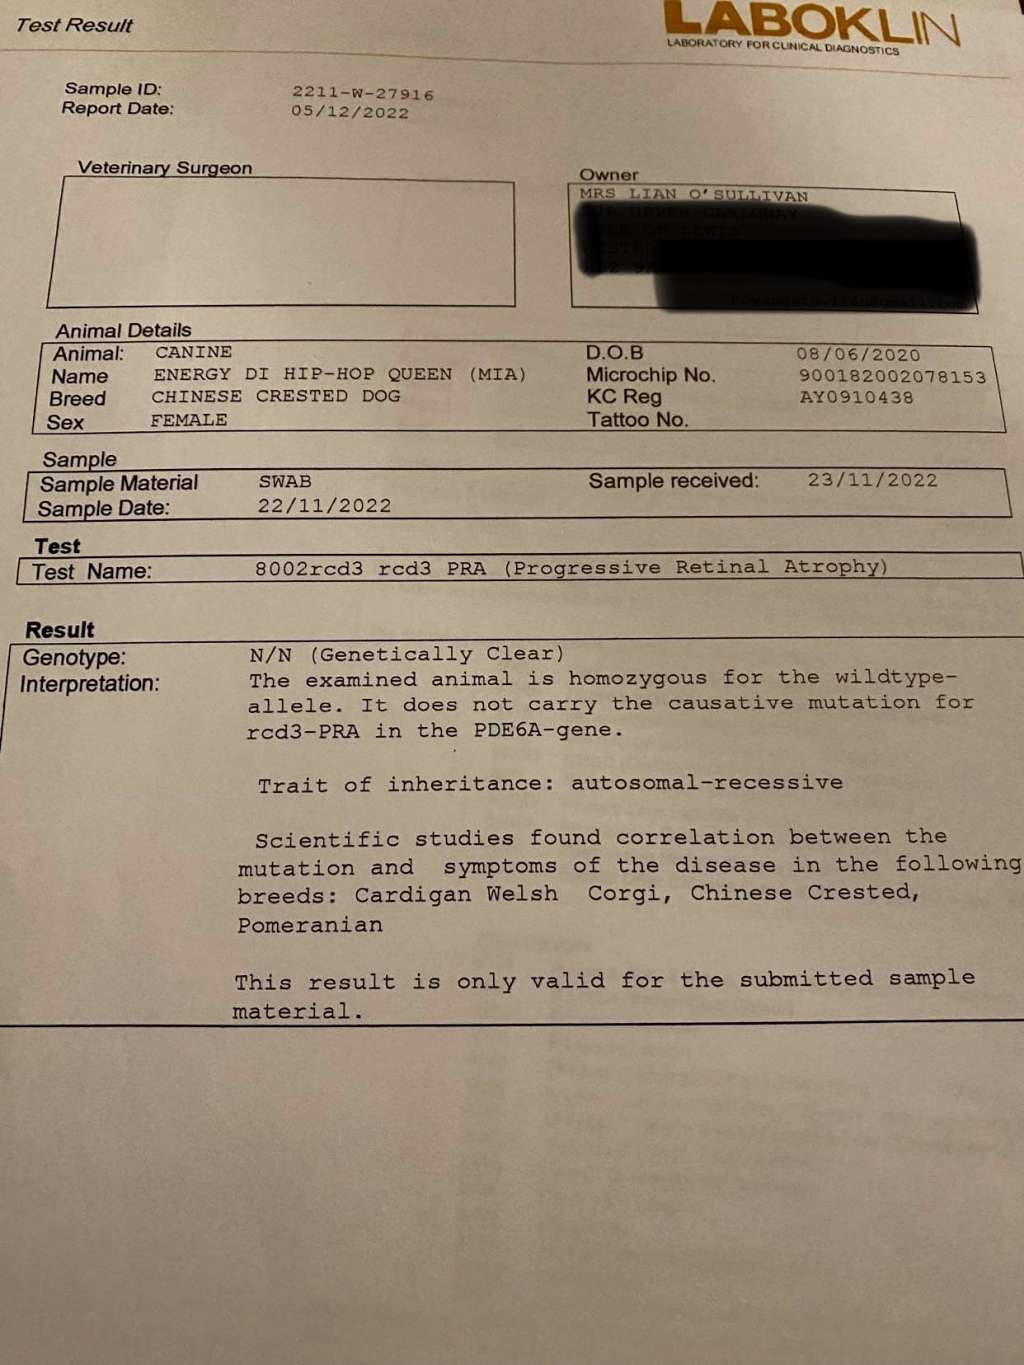 Test Result
LABOKLIN
LABORATORY FOR CLINICAL DIAGNOSTICS
Sample ID: 2211-W-27916
Report Date: 05/12/2022
Veterinary Surgeon
Owner
MRS LIAN O'SULLIVAN
Animal Details
Animal: CANINE D.O.B 08/06/2020
Name ENERGY DI HIP-HOP QUEEN (MIA) Microchip No. 900182002078153
Breed CHINESE CRESTED DOG KC Reg AY0910438
Sex FEMALE Tattoo No.
Sample
Sample Material SWAB Sample received: 23/11/2022
Sample Date: 22/11/2022
Test
Test Name: 8002rcd3 rcd3 PRA (Progressive Retinal Atrophy)
Result
Genotype: N/N (Genetically Clear)
Interpretation: The examined animal is homozygous for the wildtype-
allele. It does not carry the causative mutation for
rcd3-PRA in the PDE6A-gene.
Trait of inheritance: autosomal-recessive
Scientific studies found correlation between the
mutation and symptoms of the disease in the following
breeds: Cardigan Welsh Corgi, Chinese Crested,
Pomeranian
This result is only valid for the submitted sample
material.